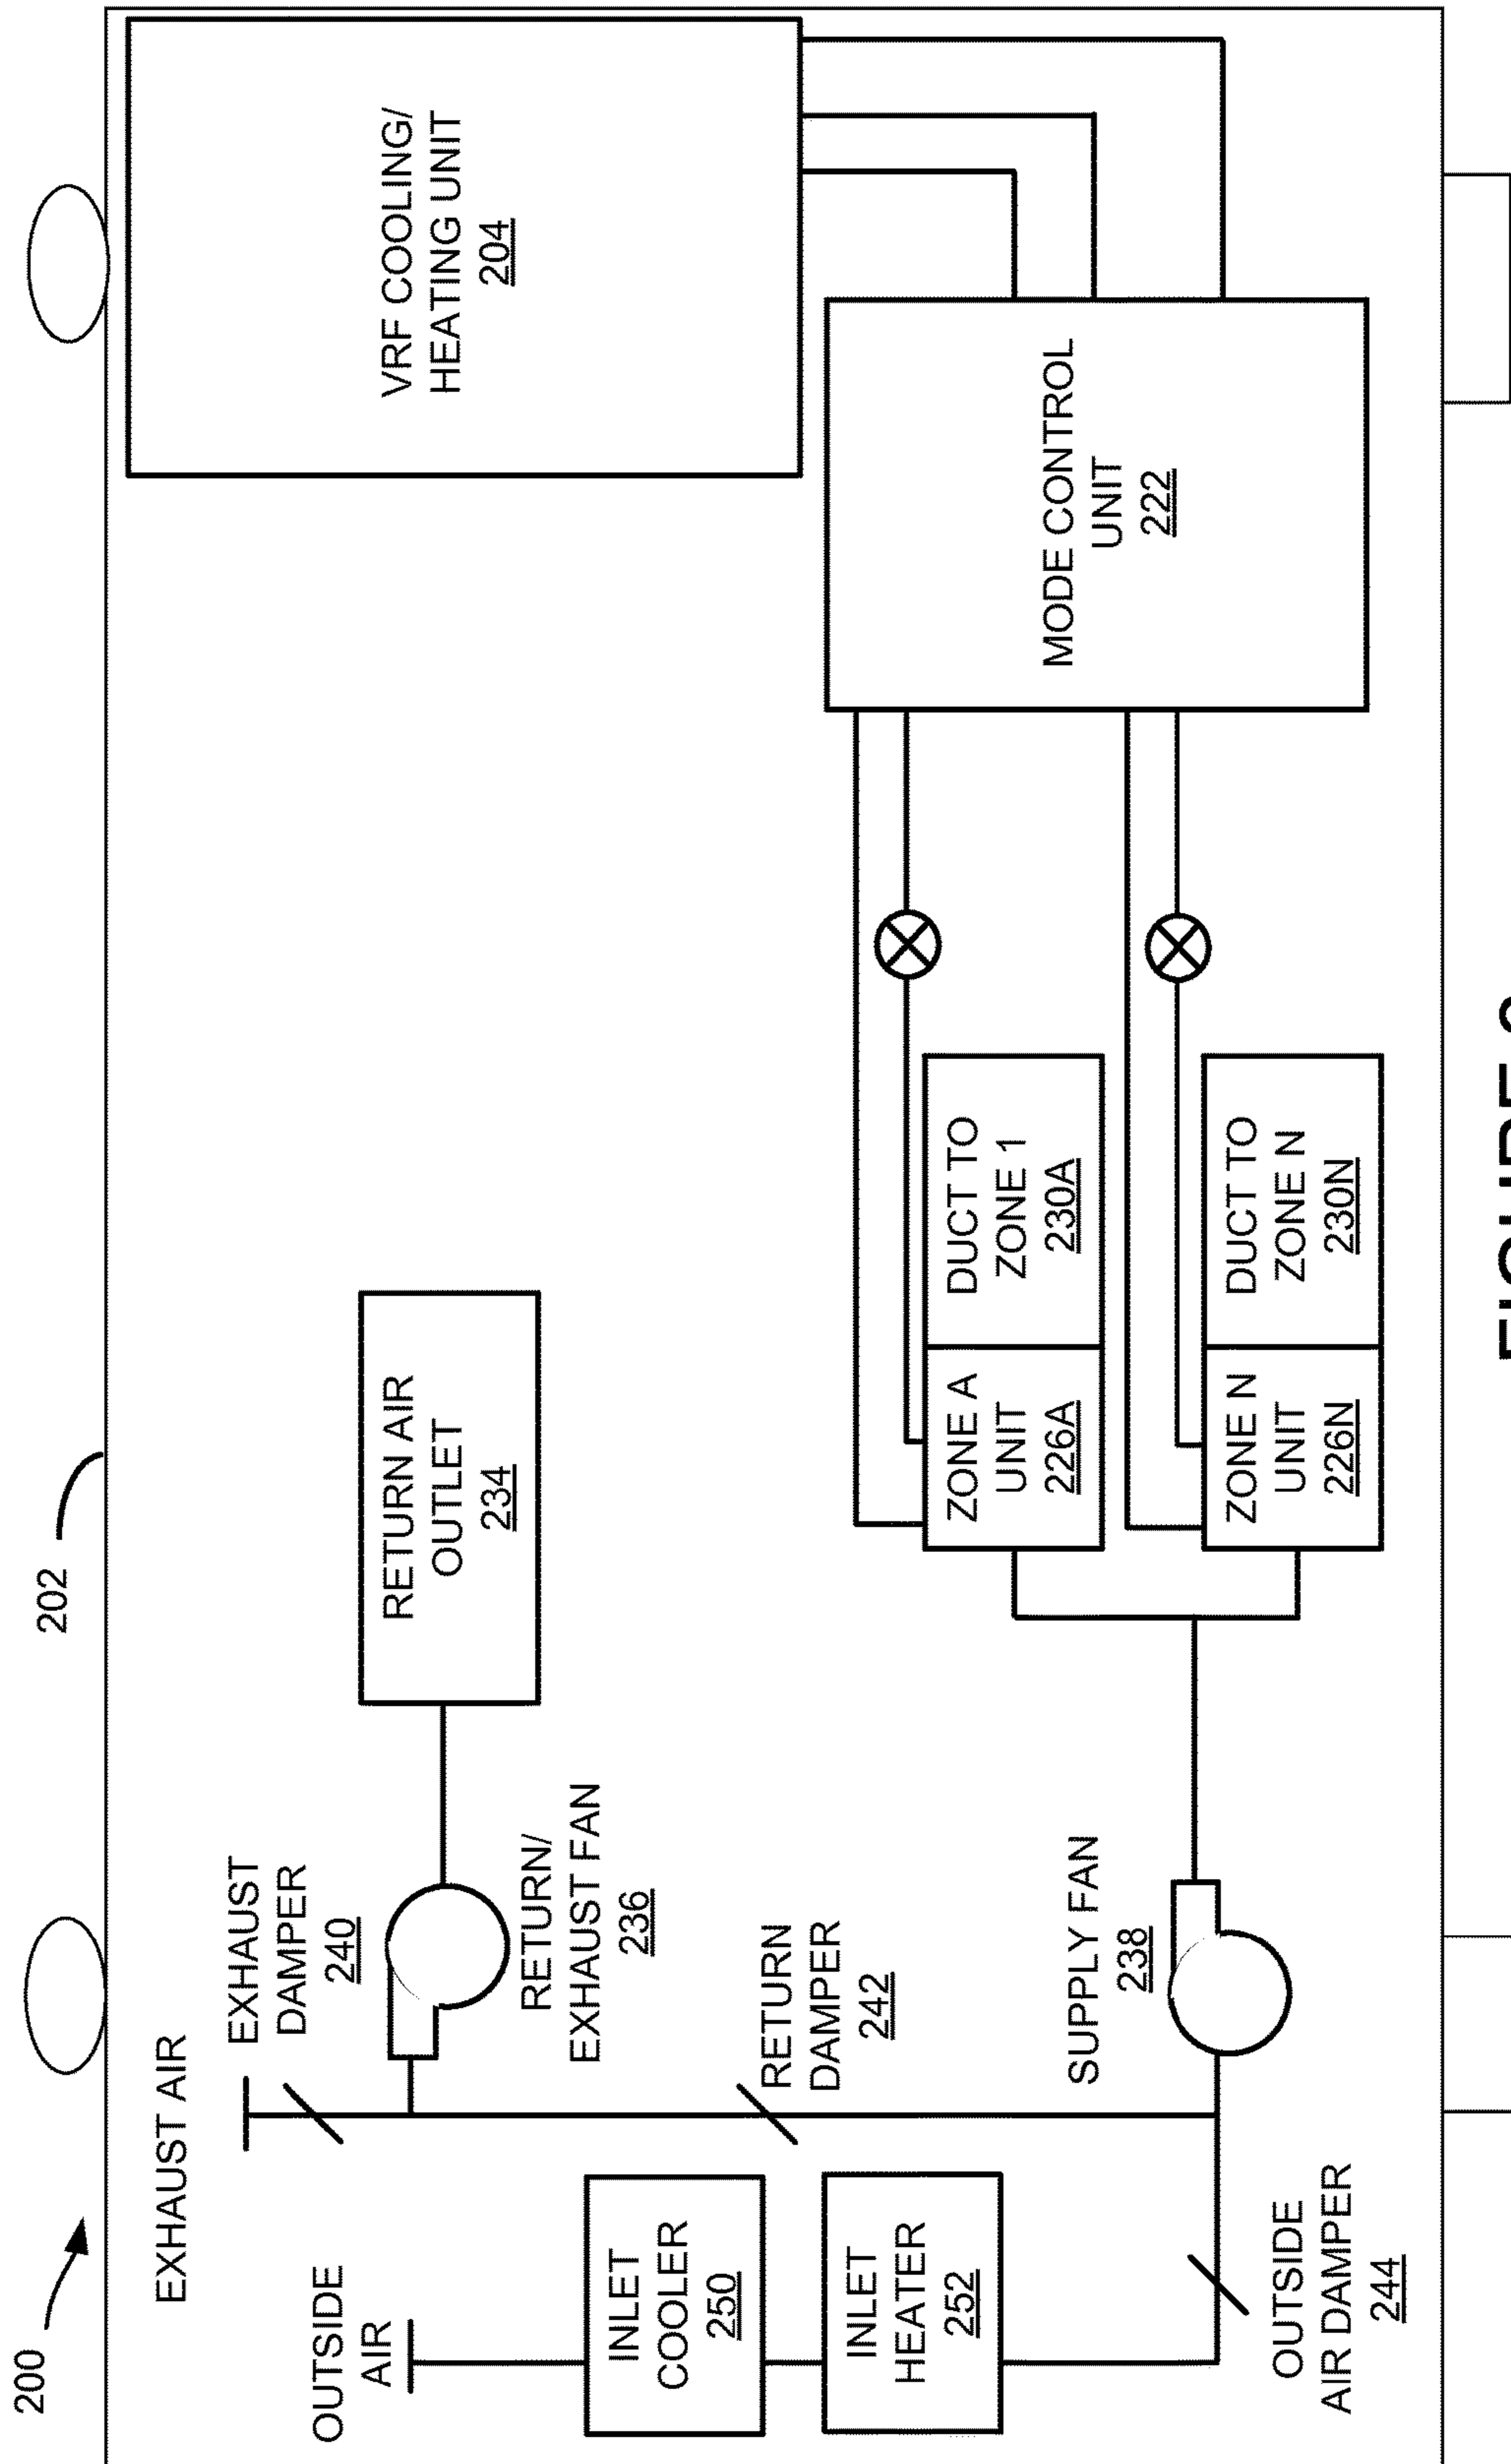 200
202
EXHAUST AIR
EXHAUST
DAMPER
240
OUTSIDE
AIR
RETURN/
EXHAUST FAN
236
RETURN AIR
OUTLET
234
VRF COOLING/
HEATING UNIT
204
INLET
COOLER
250
RETURN
DAMPER
242
INLET
HEATER
252
SUPPLY FAN
238
ZONE A
UNIT
226A
DUCT TO
ZONE 1
230A
MODE CONTROL
UNIT
222
OUTSIDE
AIR DAMPER
244
ZONE N
UNIT
226N
DUCT TO
ZONE N
230N
FIGURE